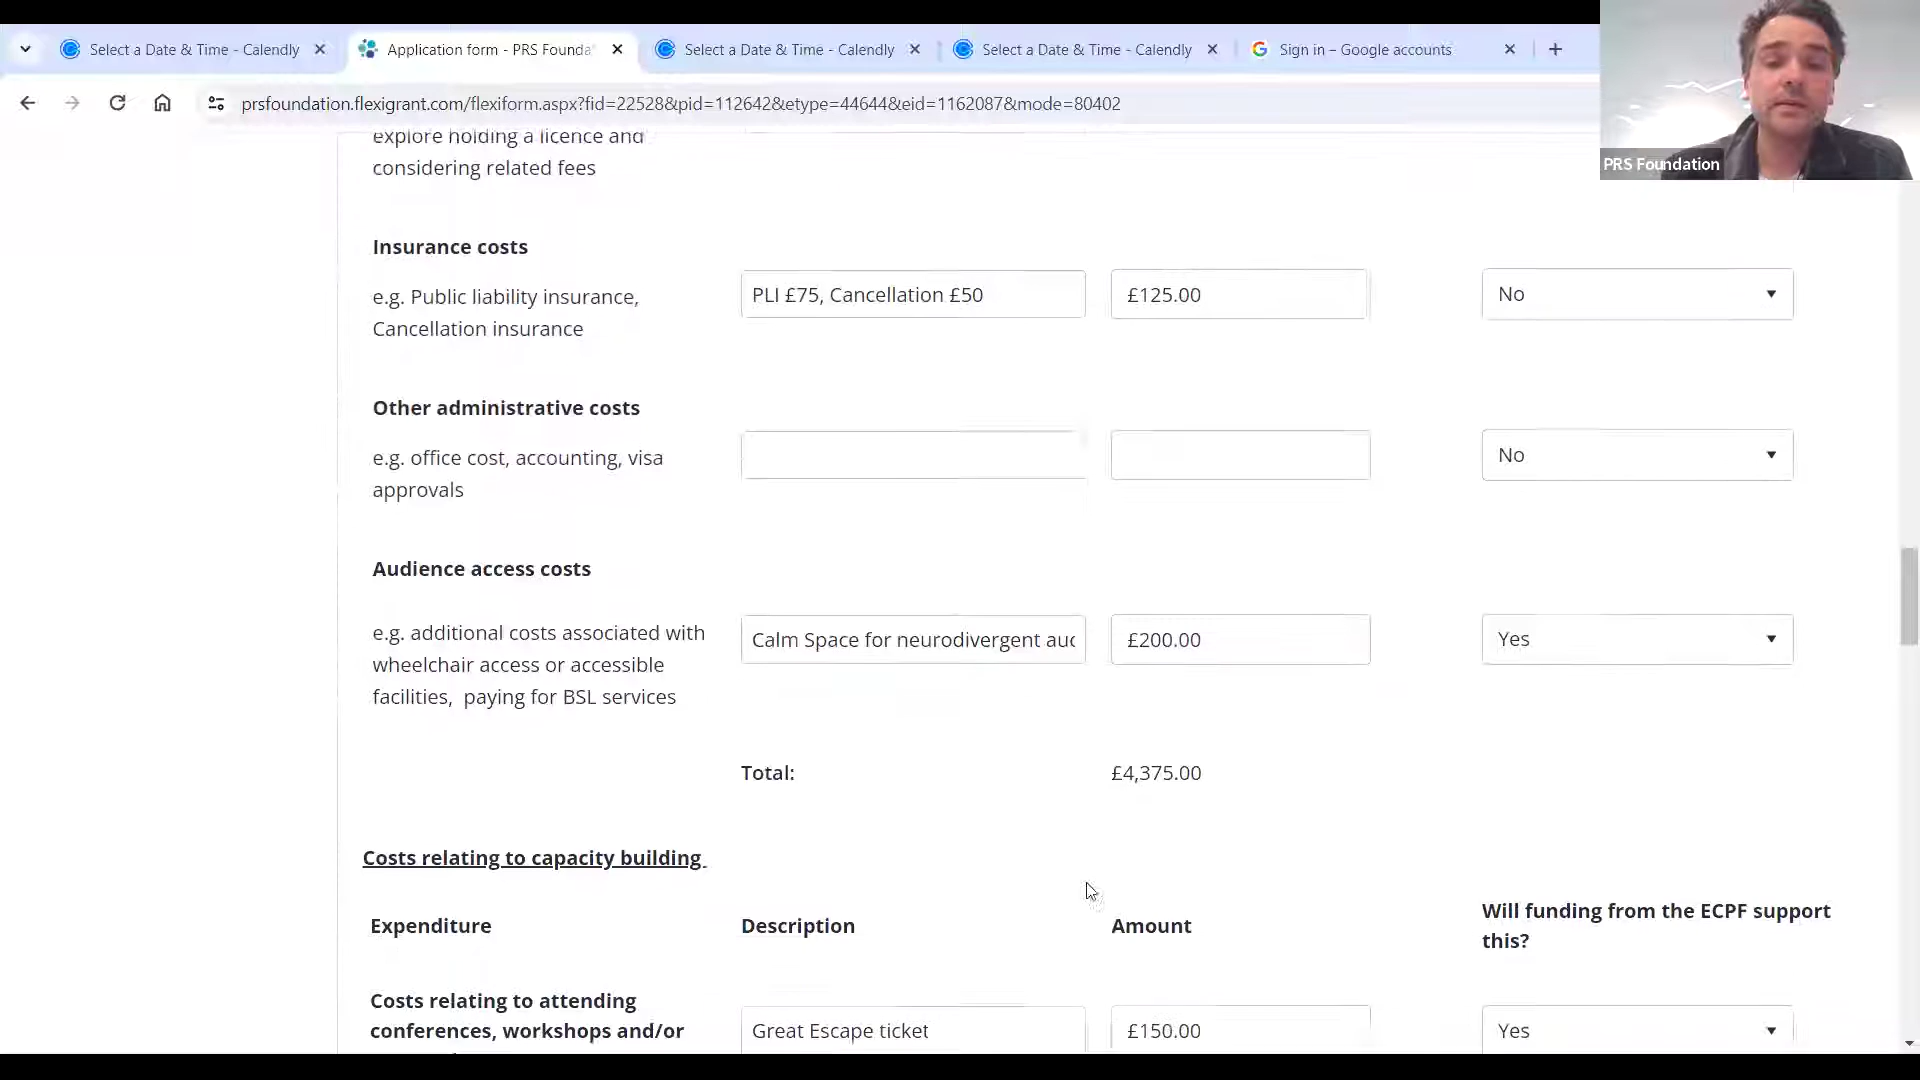 Select a Date & Time - Calendly
Application form - PRS Founda
Select a Date & Time - Calendly
Select a Date & Time - Calendly
Sign in – Google accounts
prsfoundation.flexigrant.com/flexiform.aspx?fid=22528&pid=112642&etype=44644&eid=1162087&mode=80402
PRS Foundation
explore holding a licence and
considering related fees
Insurance costs
e.g. Public liability insurance,
Cancellation insurance
PLI £75, Cancellation £50
£125.00
No
Other administrative costs
e.g. office cost, accounting, visa
approvals
No
Audience access costs
e.g. additional costs associated with
wheelchair access or accessible
facilities,  paying for BSL services
Calm Space for neurodivergent auc
£200.00
Yes
Total:
£4,375.00
Costs relating to capacity building
Expenditure
Description
Amount
Will funding from the ECPF support
this?
Costs relating to attending
conferences, workshops and/or
Great Escape ticket
£150.00
Yes